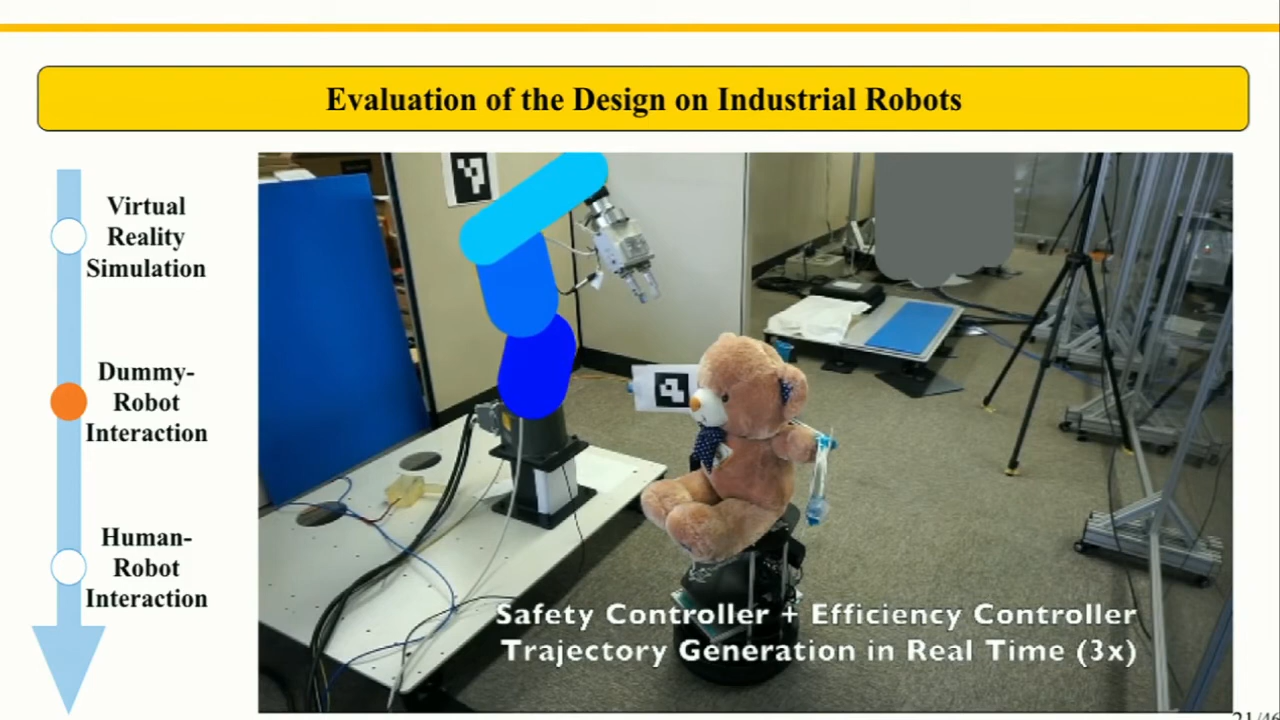 Evaluation of the Design on Industrial Robots
Virtual
Reality
Simulation
Dummy-
Robot
Interaction
Human-
Robot
Interaction
Safety Controller + Efficiency Controller
Trajectory Generation in Real Time (3x)